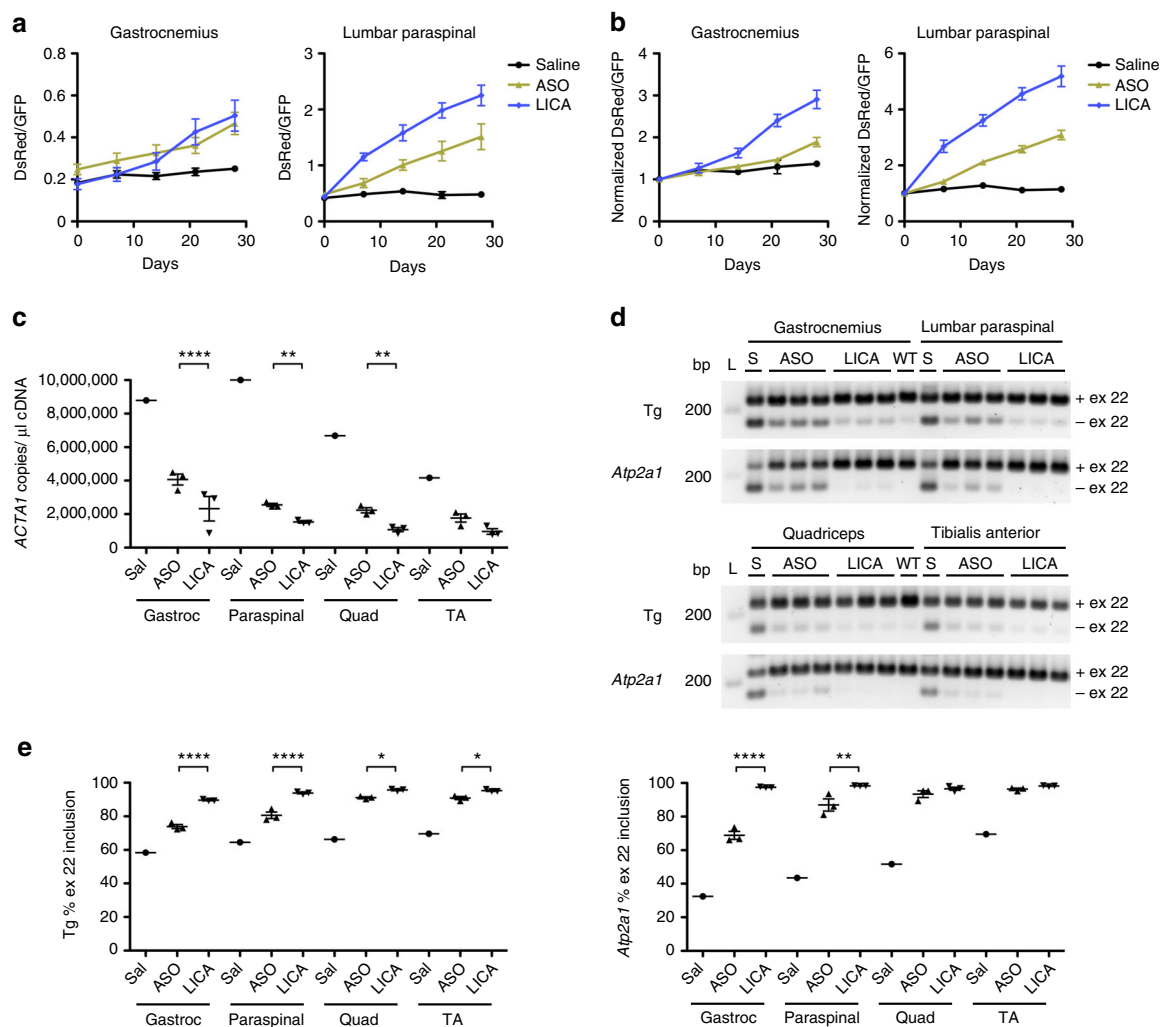 a
Gastrocnemius
Lumbar paraspinal
DsRed/GFP
0.8
0.6
0.4
0.2
0
0 10 20 30
Days
DsRed/GFP
3
2
1
0
0 10 20 30
Days
Saline
ASO
LICA
b
Gastrocnemius
Lumbar paraspinal
Normalized DsRed/GFP
4
3
2
1
0
0 10 20 30
Days
Normalized DsRed/GFP
6
4
2
0
0 10 20 30
Days
Saline
ASO
LICA
c
ACTA1 copies/ µl cDNA
10,000,000
8,000,000
6,000,000
4,000,000
2,000,000
0
**** ** **
Sal ASO LICA Sal ASO LICA Sal ASO LICA Sal ASO LICA
Gastroc Paraspinal Quad TA
d
Gastrocnemius Lumbar paraspinal
bp L S ASO LICA WT S ASO LICA
Tg 200 + ex 22
– ex 22
Atp2a1 200 + ex 22
– ex 22
Quadriceps Tibialis anterior
bp L S ASO LICA WT S ASO LICA
Tg 200 + ex 22
– ex 22
Atp2a1 200 + ex 22
– ex 22
e
Tg % ex 22 inclusion
100
80
60
40
20
0
**** **** * *
Sal ASO LICA Sal ASO LICA Sal ASO LICA Sal ASO LICA
Gastroc Paraspinal Quad TA
Atp2a1 % ex 22 inclusion
100
80
60
40
20
0
**** **
Sal ASO LICA Sal ASO LICA Sal ASO LICA Sal ASO LICA
Gastroc Paraspinal Quad TA